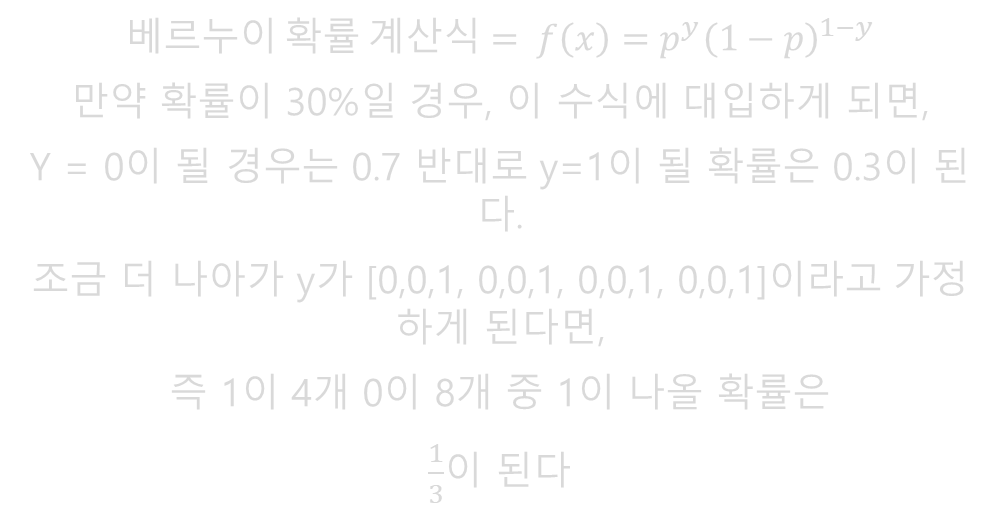 베르누이 확률 계산식 = f(x) = p^y(1 − p)^{1−y}
만약 확률이 30%일 경우, 이 수식에 대입하게 되면,
Y = 0이 될 경우는 0.7 반대로 y=1이 될 확률은 0.3이 된
다.
조금 더 나아가 y가 [0,0,1, 0,0,1, 0,0,1, 0,0,1]이라고 가정
하게 된다면,
즉 1이 4개 0이 8개 중 1이 나올 확률은
1/3이 된다